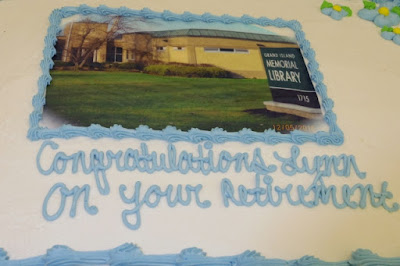 GRAND ISLAND
MEMORIAL
LIBRARY
1715
Congratulations Lynn
On Your Retirement